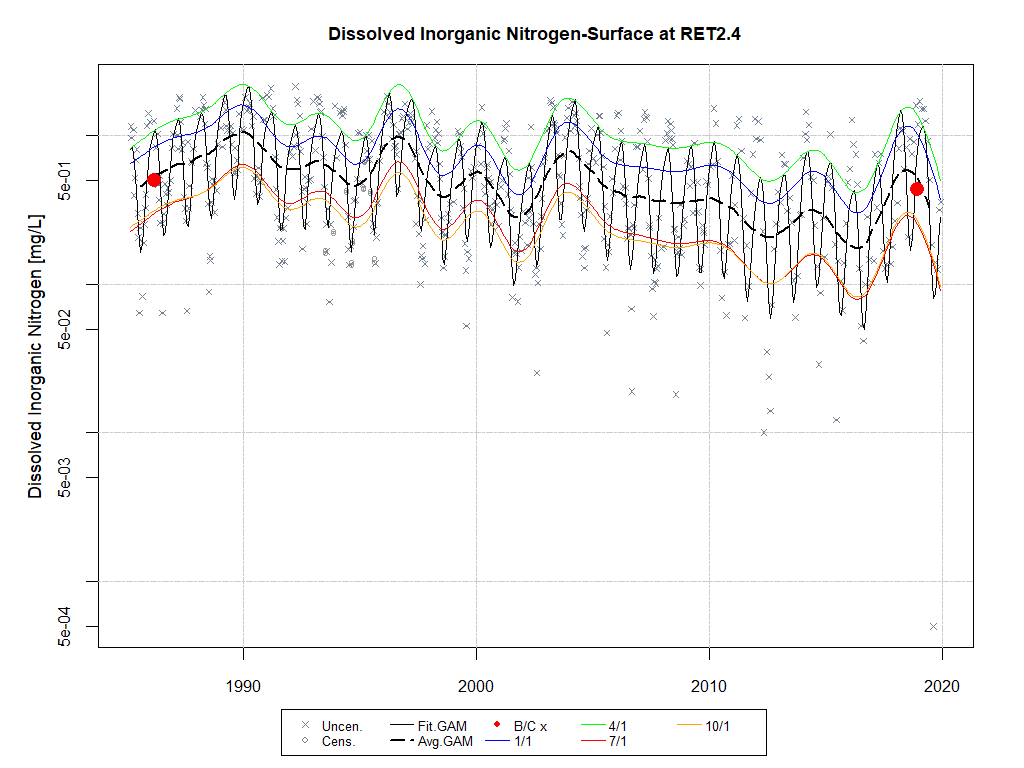 Dissolved Inorganic Nitrogen-Surface at RET2.4
Dissolved Inorganic Nitrogen [mg/L]
5e-01
5e-02
5e-03
5e-04
1990 2000 2010 2020
Uncen. Fit.GAM B/C x 4/1 10/1
Cens. Avg.GAM 1/1 7/1